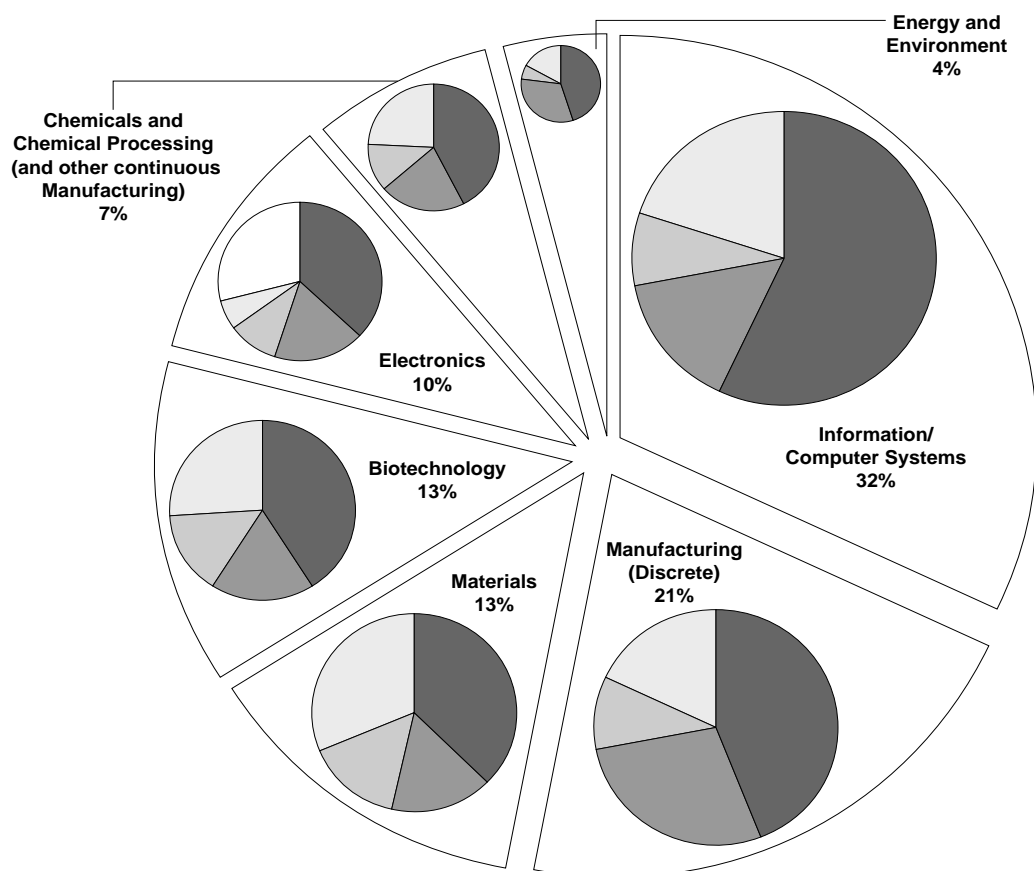 Energy and
Environment
4%
Chemicals and
Chemical Processing
(and other continuous
Manufacturing)
7%
Electronics
10%
Information/
Computer Systems
32%
Biotechnology
13%
Manufacturing
(Discrete)
21%
Materials
13%